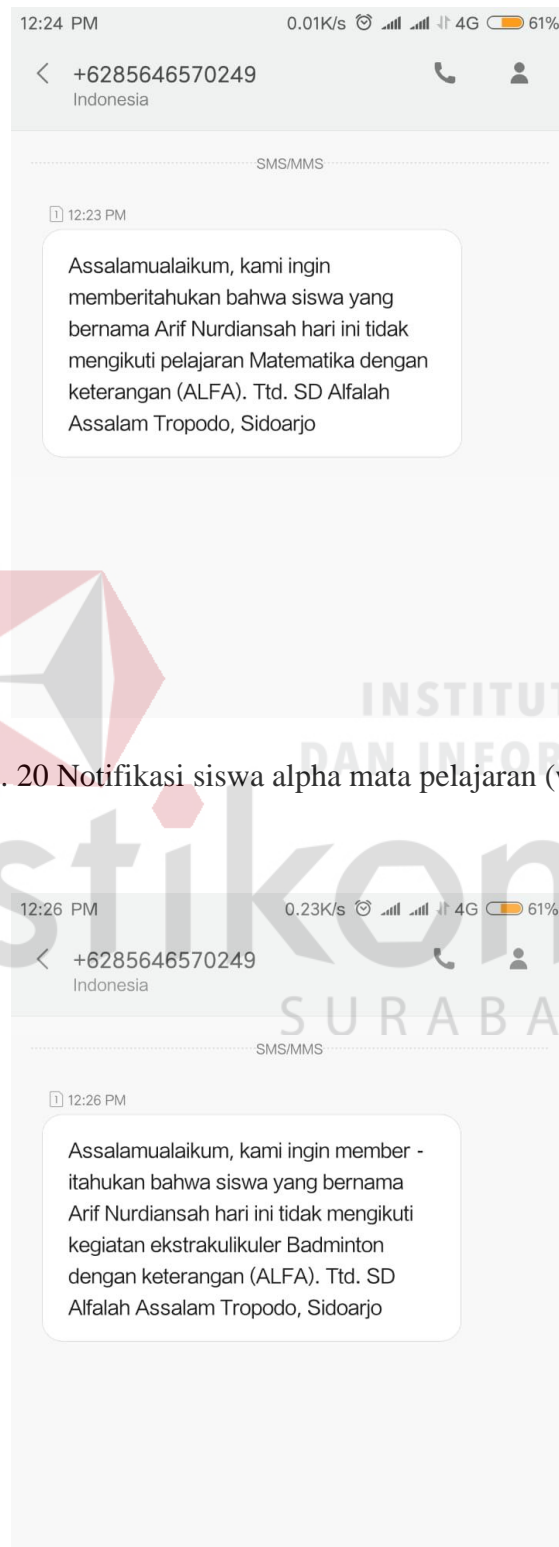 12:24 PM 0.01K/s 4G 61%
+6285646570249
Indonesia
SMS/MMS
1 12:23 PM
Assalamualaikum, kami ingin
memberitahukan bahwa siswa yang
bernama Arif Nurdiansah hari ini tidak
mengikuti pelajaran Matematika dengan
keterangan (ALFA). Ttd. SD Alfalah
Assalam Tropodo, Sidoarjo
INSTITUT
DAN INFOR
. 20 Notifikasi siswa alpha mata pelajaran (
stikom
12:26 PM 0.23K/s 4G 61%
+6285646570249
Indonesia
SURABA
SMS/MMS
1 12:26 PM
Assalamualaikum, kami ingin member -
itahukan bahwa siswa yang bernama
Arif Nurdiansah hari ini tidak mengikuti
kegiatan ekstrakulikuler Badminton
dengan keterangan (ALFA). Ttd. SD
Alfalah Assalam Tropodo, Sidoarjo